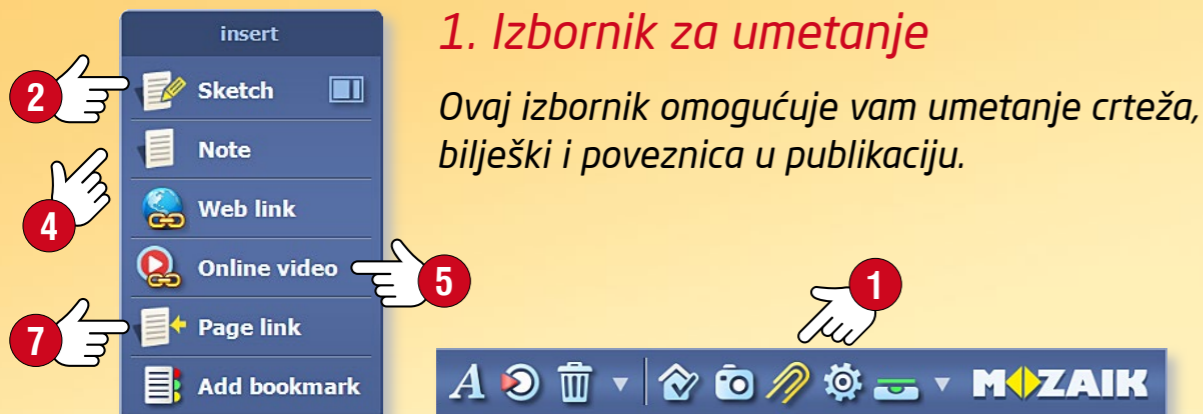 insert
2
Sketch
Note
4
Web link
Online video
5
7
Page link
Add bookmark
1. Izbornik za umetanje
Ovaj izbornik omogućuje vam umetanje crteža,
bilješki i poveznica u publikaciju.
1
A
MOZAIK